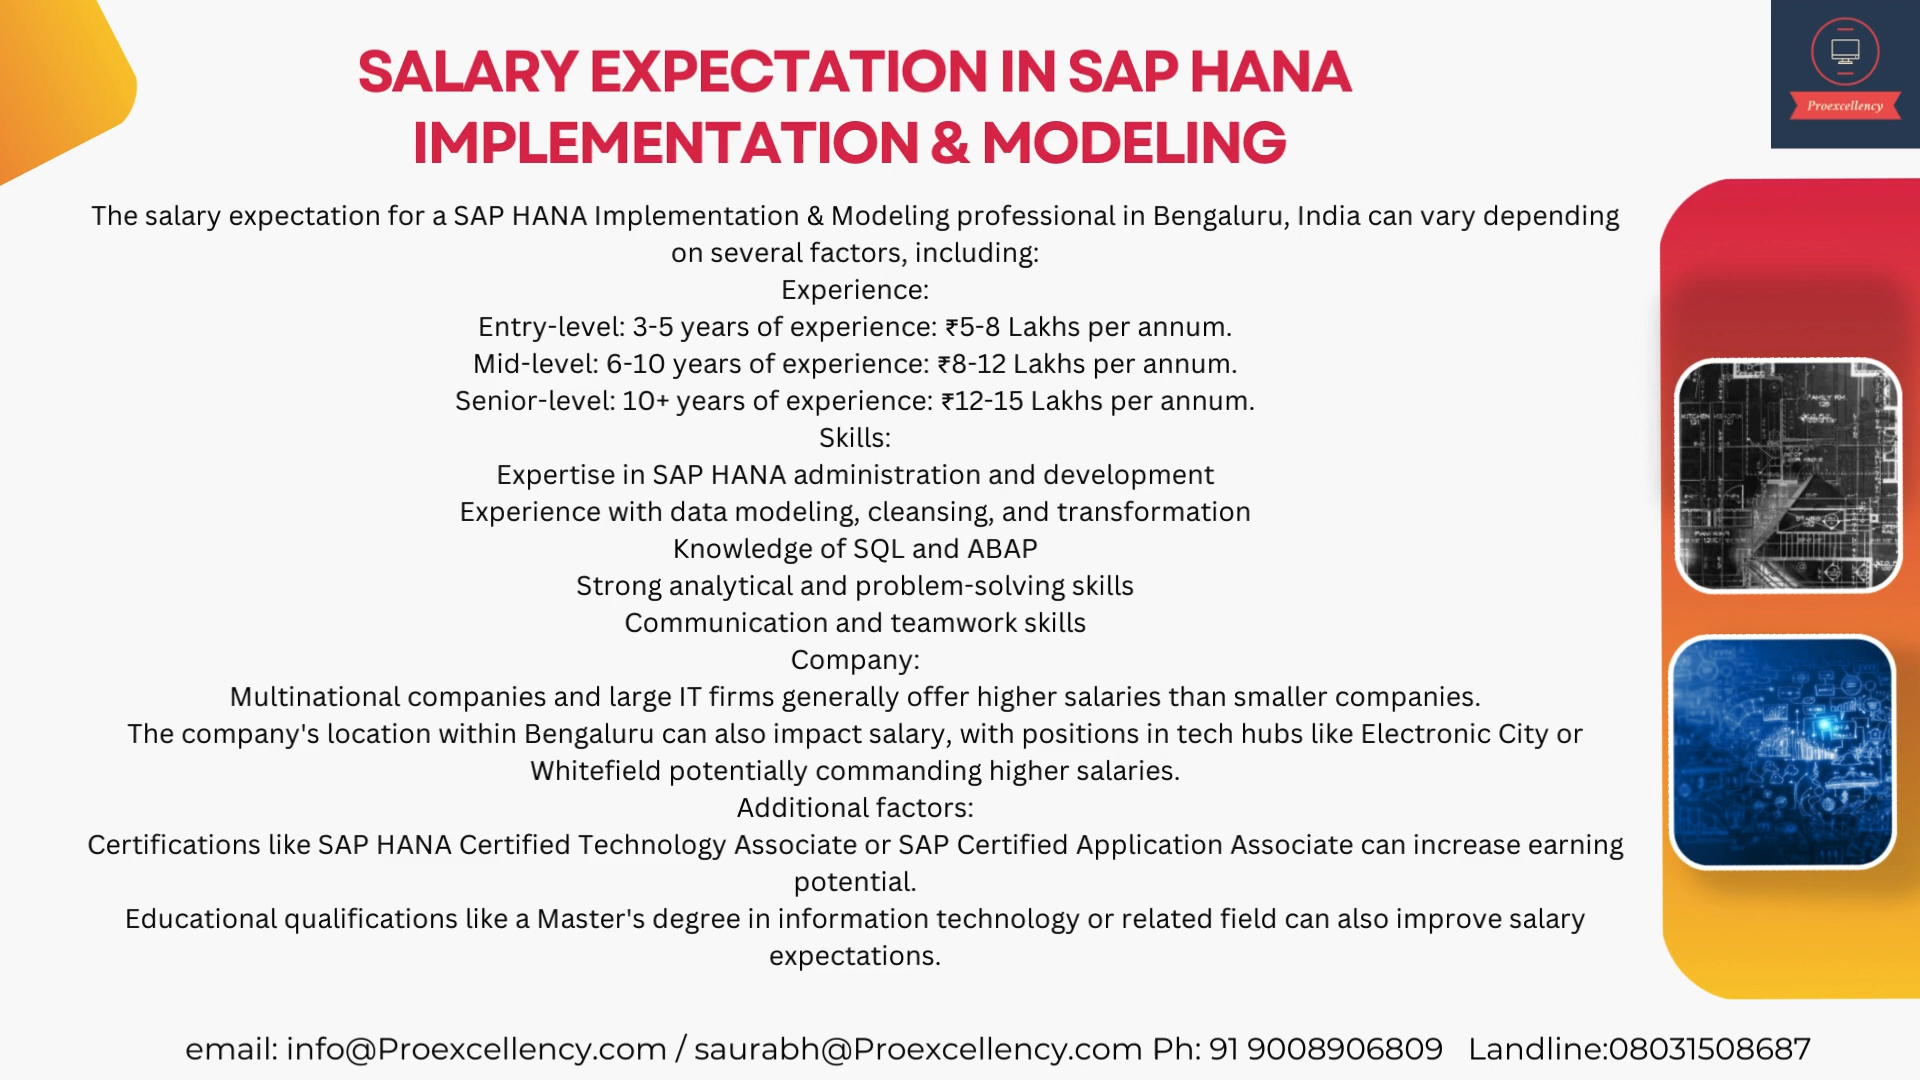 SALARY EXPECTATION IN SAP HANA
IMPLEMENTATION & MODELING
Proexcellency
The salary expectation for a SAP HANA Implementation & Modeling professional in Bengaluru, India can vary depending
on several factors, including:
Experience:
Entry-level: 3-5 years of experience: ₹5-8 Lakhs per annum.
Mid-level: 6-10 years of experience: ₹8-12 Lakhs per annum.
Senior-level: 10+ years of experience: ₹12-15 Lakhs per annum.
Skills:
Expertise in SAP HANA administration and development
Experience with data modeling, cleansing, and transformation
Knowledge of SQL and ABAP
Strong analytical and problem-solving skills
Communication and teamwork skills
Company:
Multinational companies and large IT firms generally offer higher salaries than smaller companies.
The company's location within Bengaluru can also impact salary, with positions in tech hubs like Electronic City or
Whitefield potentially commanding higher salaries.
Additional factors:
Certifications like SAP HANA Certified Technology Associate or SAP Certified Application Associate can increase earning
potential.
Educational qualifications like a Master's degree in information technology or related field can also improve salary
expectations.
email: info@Proexcellency.com / saurabh@Proexcellency.com Ph: 91 9008906809 Landline:08031508687